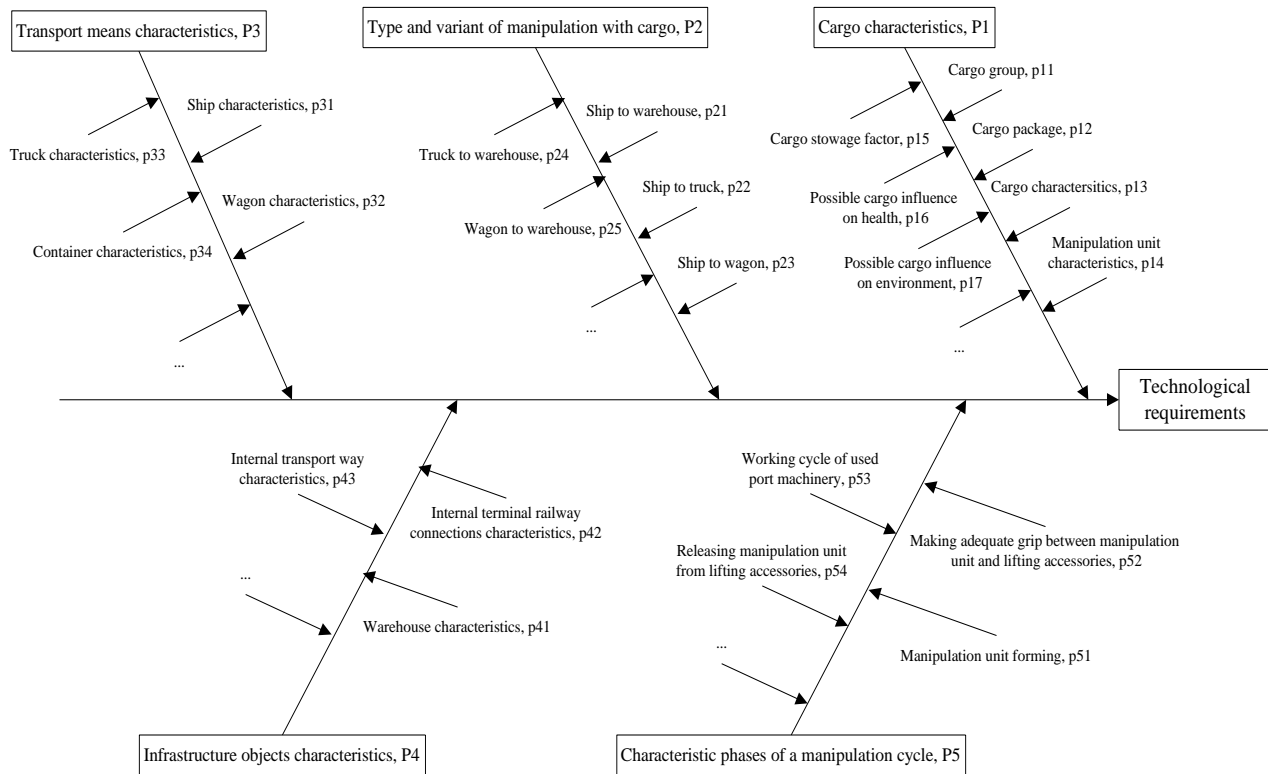 Transport means characteristics, P3
Type and variant of manipulation with cargo, P2
Cargo characteristics, P1
Ship characteristics, p31
Truck characteristics, p33
Wagon characteristics, p32
Container characteristics, p34
...
Ship to warehouse, p21
Truck to warehouse, p24
Ship to truck, p22
Wagon to warehouse, p25
Ship to wagon, p23
...
Cargo group, p11
Cargo stowage factor, p15
Cargo package, p12
Possible cargo influence
on health, p16
Cargo charactersitics, p13
Possible cargo influence
on environment, p17
Manipulation unit
characteristics, p14
...
Technological
requirements
Internal transport way
characteristics, p43
Internal terminal railway
connections characteristics, p42
...
Warehouse characteristics, p41
Working cycle of used
port machinery, p53
Making adequate grip between manipulation
unit and lifting accessories, p52
Releasing manipulation unit
from lifting accessories, p54
...
Manipulation unit forming, p51
Infrastructure objects characteristics, P4
Characteristic phases of a manipulation cycle, P5